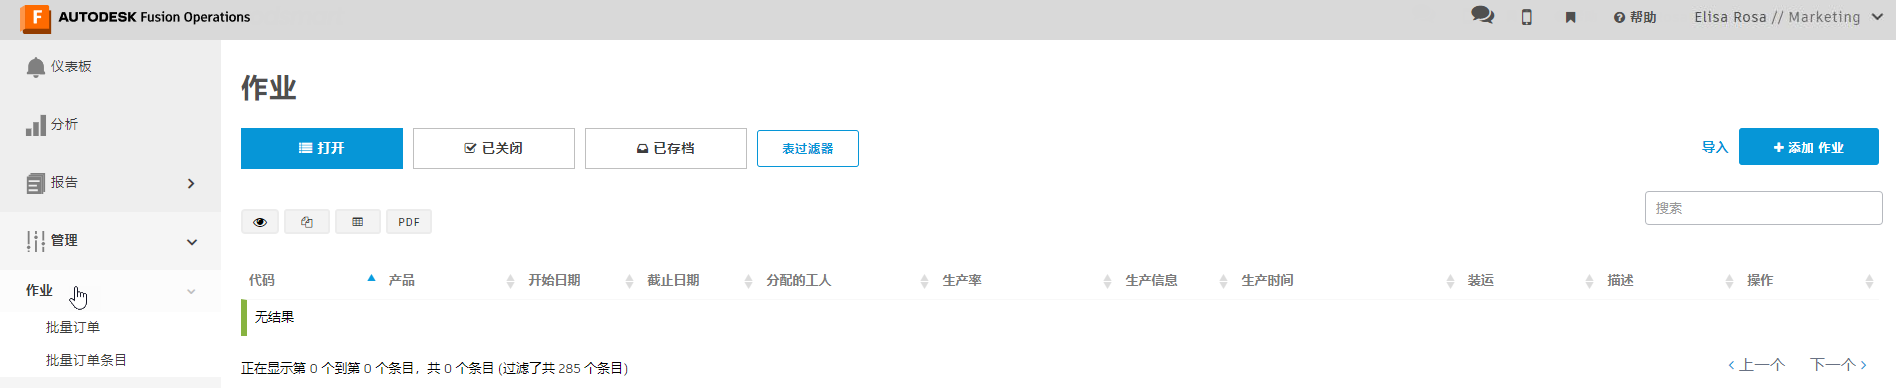 AUTODESK Fusion Operations
帮助
Elisa Rosa // Marketing
仪表板
分析
报告
管理
作业
批量订单
批量订单条目
作业
打开 已关闭 已存档 表过滤器 导入 添加 作业
搜索
PDF
代码 产品 开始日期 截止日期 分配的工人 生产率 生产信息 生产时间 装运 描述 操作
无结果
正在显示第 0 个到第 0 个条目，共 0 个条目 (过滤了共 285 个条目)
上一个 下一个